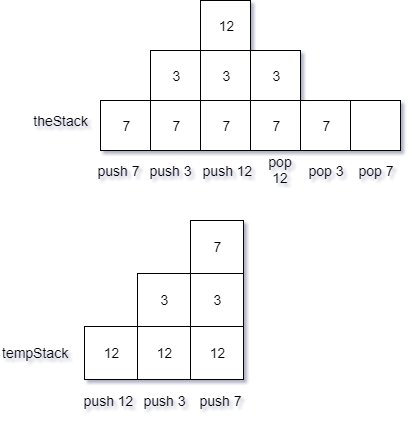 12
3 3 3
theStack 7 7 7 7 7
push 7 push 3 push 12 pop 12 pop 3 pop 7
7
3 3
tempStack 12 12 12
push 12 push 3 push 7